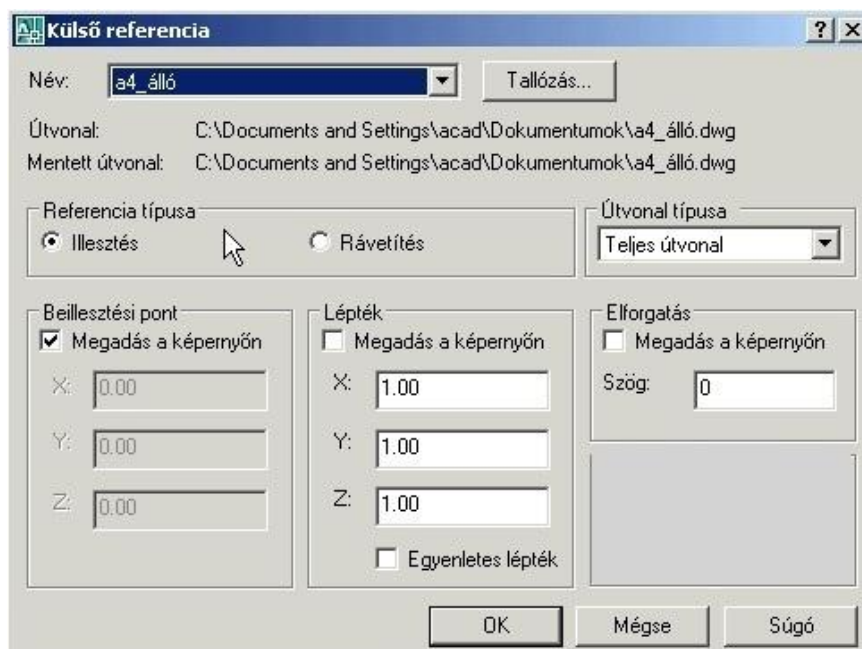 Külső referencia
Név: a4_álló Tallózás...
Útvonal: C:\Documents and Settings\acad\Dokumentumok\a4_álló.dwg
Mentett útvonal: C:\Documents and Settings\acad\Dokumentumok\a4_álló.dwg
Referencia típusa
Illesztés Rávetítés
Útvonal típusa
Teljes útvonal
Beillesztési pont
Megadás a képernyőn
X: 0.00
Y: 0.00
Z: 0.00
Lépték
Megadás a képernyőn
X: 1.00
Y: 1.00
Z: 1.00
Egyenletes lépték
Elforgatás
Megadás a képernyőn
Szög: 0
OK Mégse Súgó